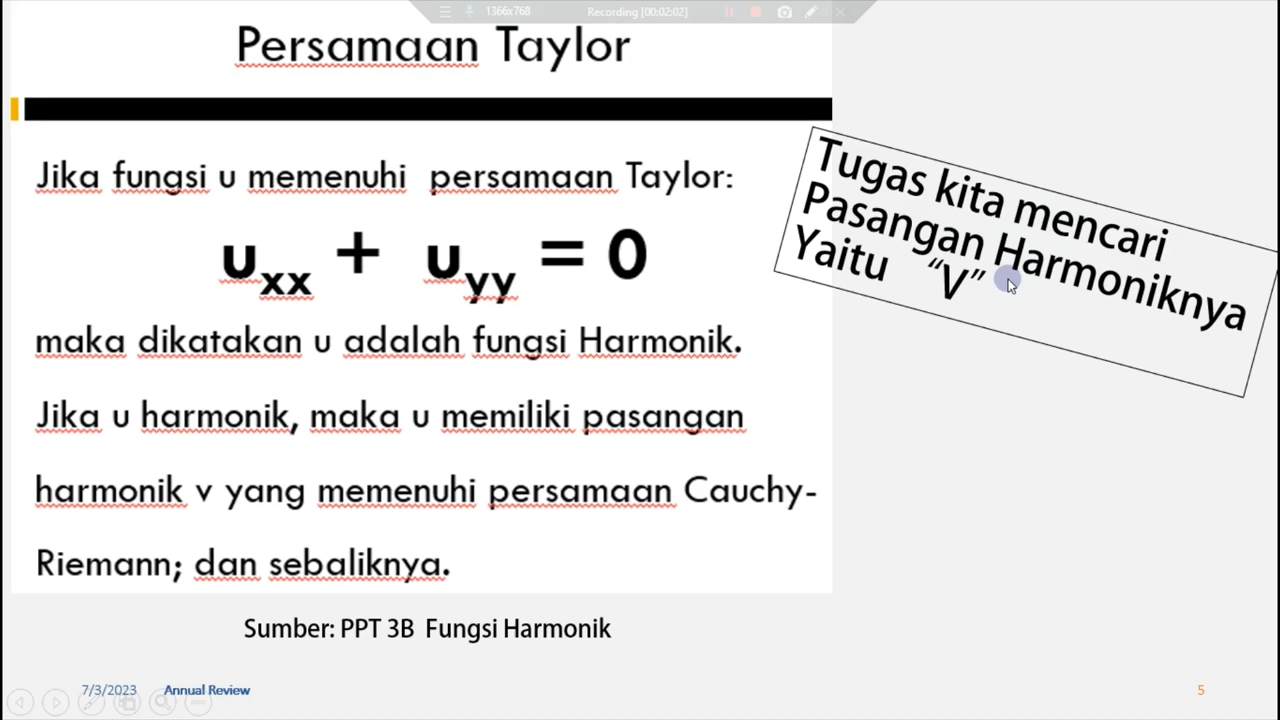 1366x768 Recording [00:02:02]
Persamaan Taylor
Jika fungsi u memenuhi persamaan Taylor:
uxx + uyy = 0
maka dikatakan u adalah fungsi Harmonik.
Jika u harmonik, maka u memiliki pasangan
harmonik v yang memenuhi persamaan Cauchy-
Riemann; dan sebaliknya.
Tugas kita mencari
Pasangan Harmoniknya
Yaitu “V”
Sumber: PPT 3B Fungsi Harmonik
7/3/2023 Annual Review 5